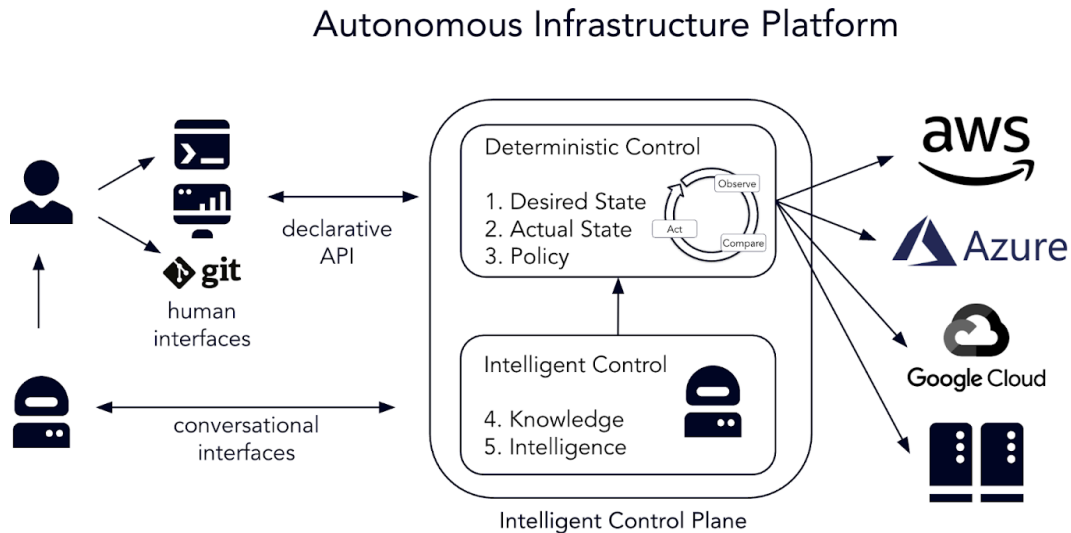 Autonomous Infrastructure Platform
git
human
interfaces
declarative
API
conversational
interfaces
Deterministic Control
1. Desired State
2. Actual State
3. Policy
Observe
Act
Compare
Intelligent Control
4. Knowledge
5. Intelligence
Intelligent Control Plane
aws
Azure
Google Cloud